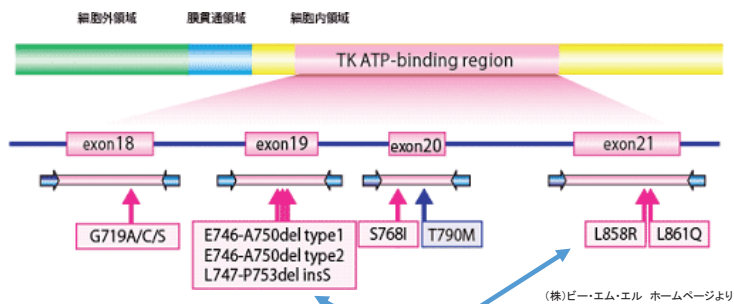 細胞外領域 膜貫通領域 細胞内領域
TK ATP-binding region
exon18 exon19 exon20 exon21
G719A/C/S
E746-A750del type1
E746-A750del type2
L747-P753del insS
S768I
T790M
L858R
L861Q
(株)ビー・エム・エル ホームページより